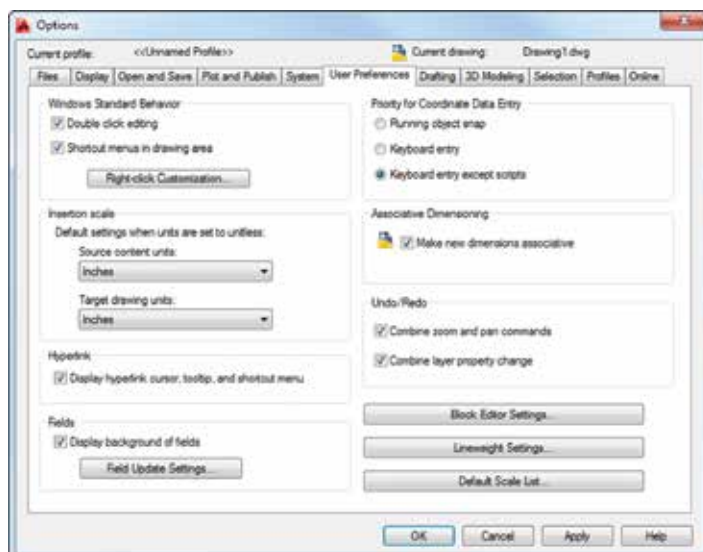 Options
Current profile: <<Unnamed Profile>> Current drawing: Drawing1.dwg
Files Display Open and Save Plot and Publish System User Preferences Drafting 3D Modeling Selection Profiles Online
Windows Standard Behavior
Double click editing
Shortcut menus in drawing area
Right-click Customization...
Insertion scale
Default settings when units are set to unitless:
Source content units:
Inches
Target drawing units:
Inches
Hyperlink
Display hyperlink cursor, tooltip, and shortcut menu
Fields
Display background of fields
Field Update Settings...
Priority for Coordinate Data Entry
Running object snap
Keyboard entry
Keyboard entry except scripts
Associative Dimensioning
Make new dimensions associative
Undo/Redo
Combine zoom and pan commands
Combine layer property change
Block Editor Settings...
Lineweight Settings...
Default Scale List...
OK Cancel Apply Help